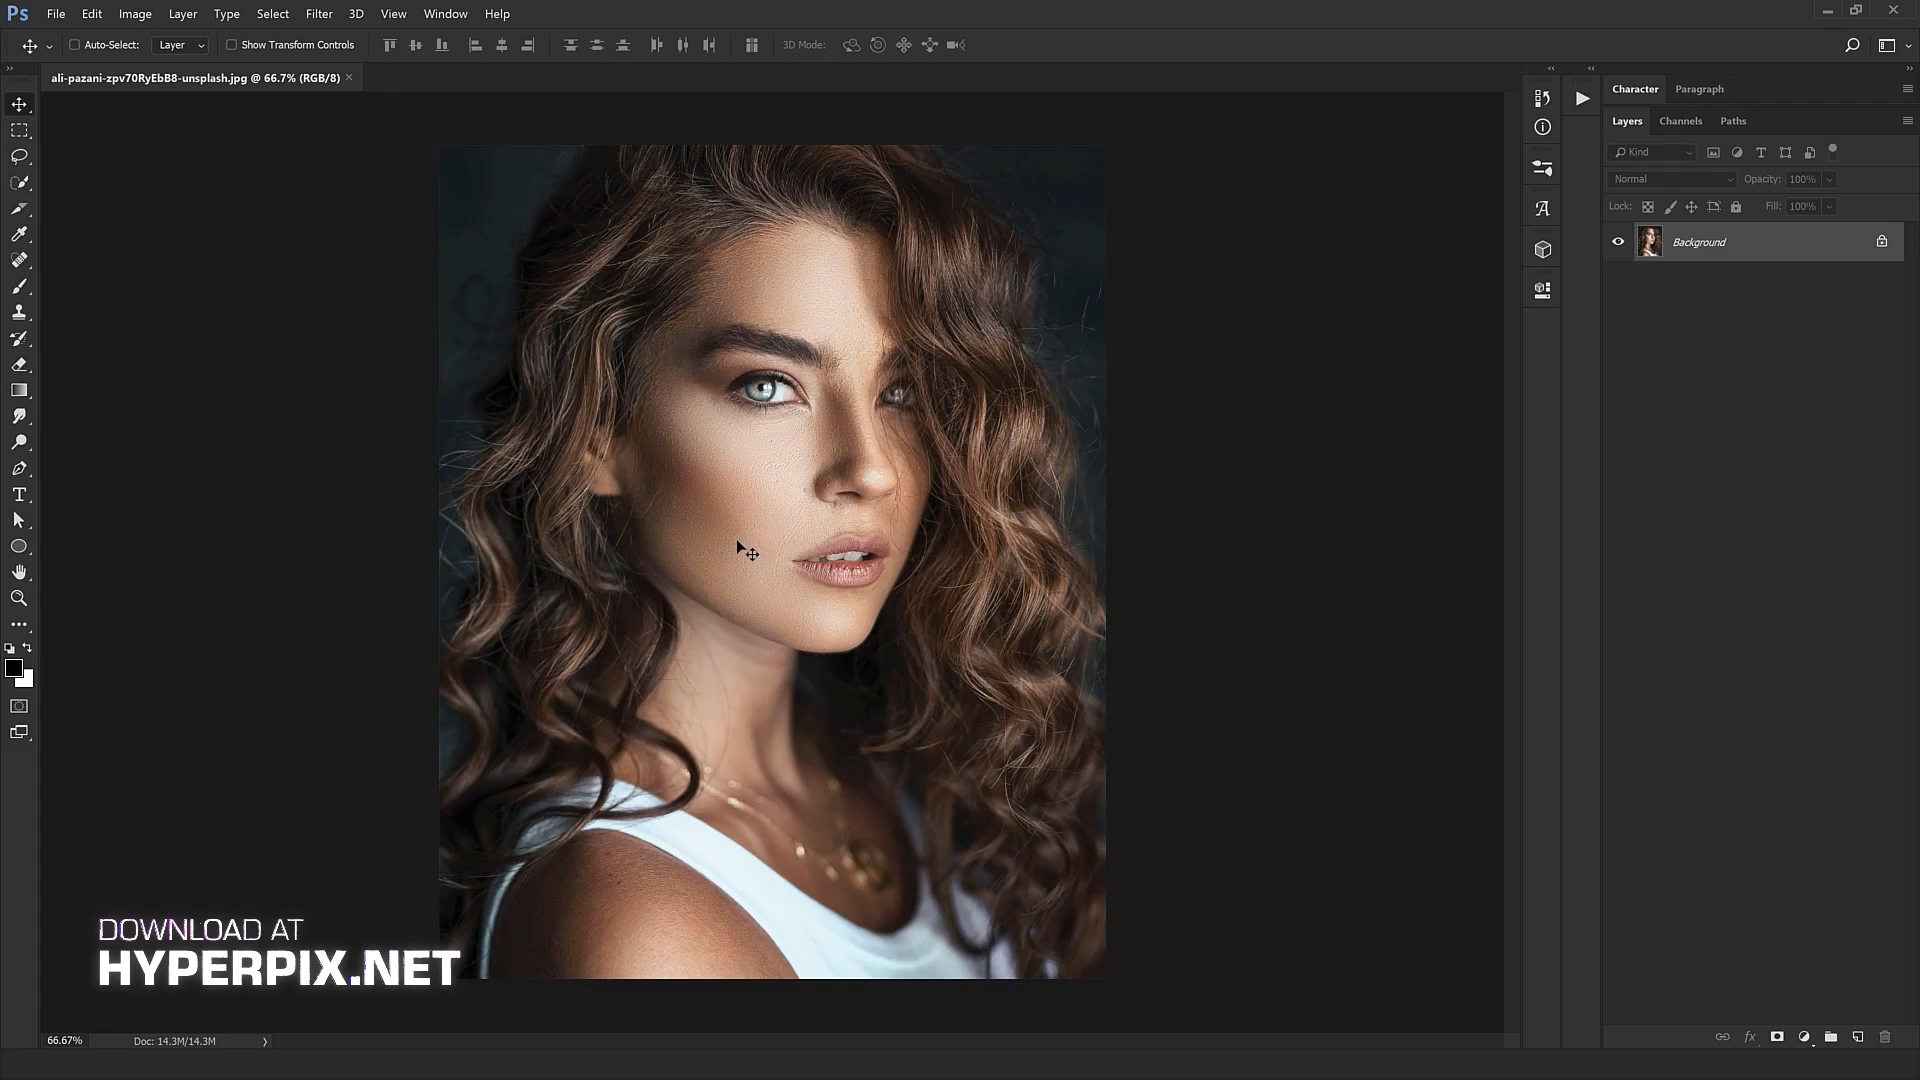 Ps File Edit Image Layer Type Select Filter 3D View Window Help
Auto-Select: Layer Show Transform Controls 3D Mode:
ali-pazani-zpv70RyEbB8-unsplash.jpg @ 66.7% (RGB/8) ×
Character Paragraph
Layers Channels Paths
Kind
Normal Opacity: 100%
Lock: Fill: 100%
Background
DOWNLOAD AT
HYPERPIX.NET
66.67% Doc: 14.3M/14.3M